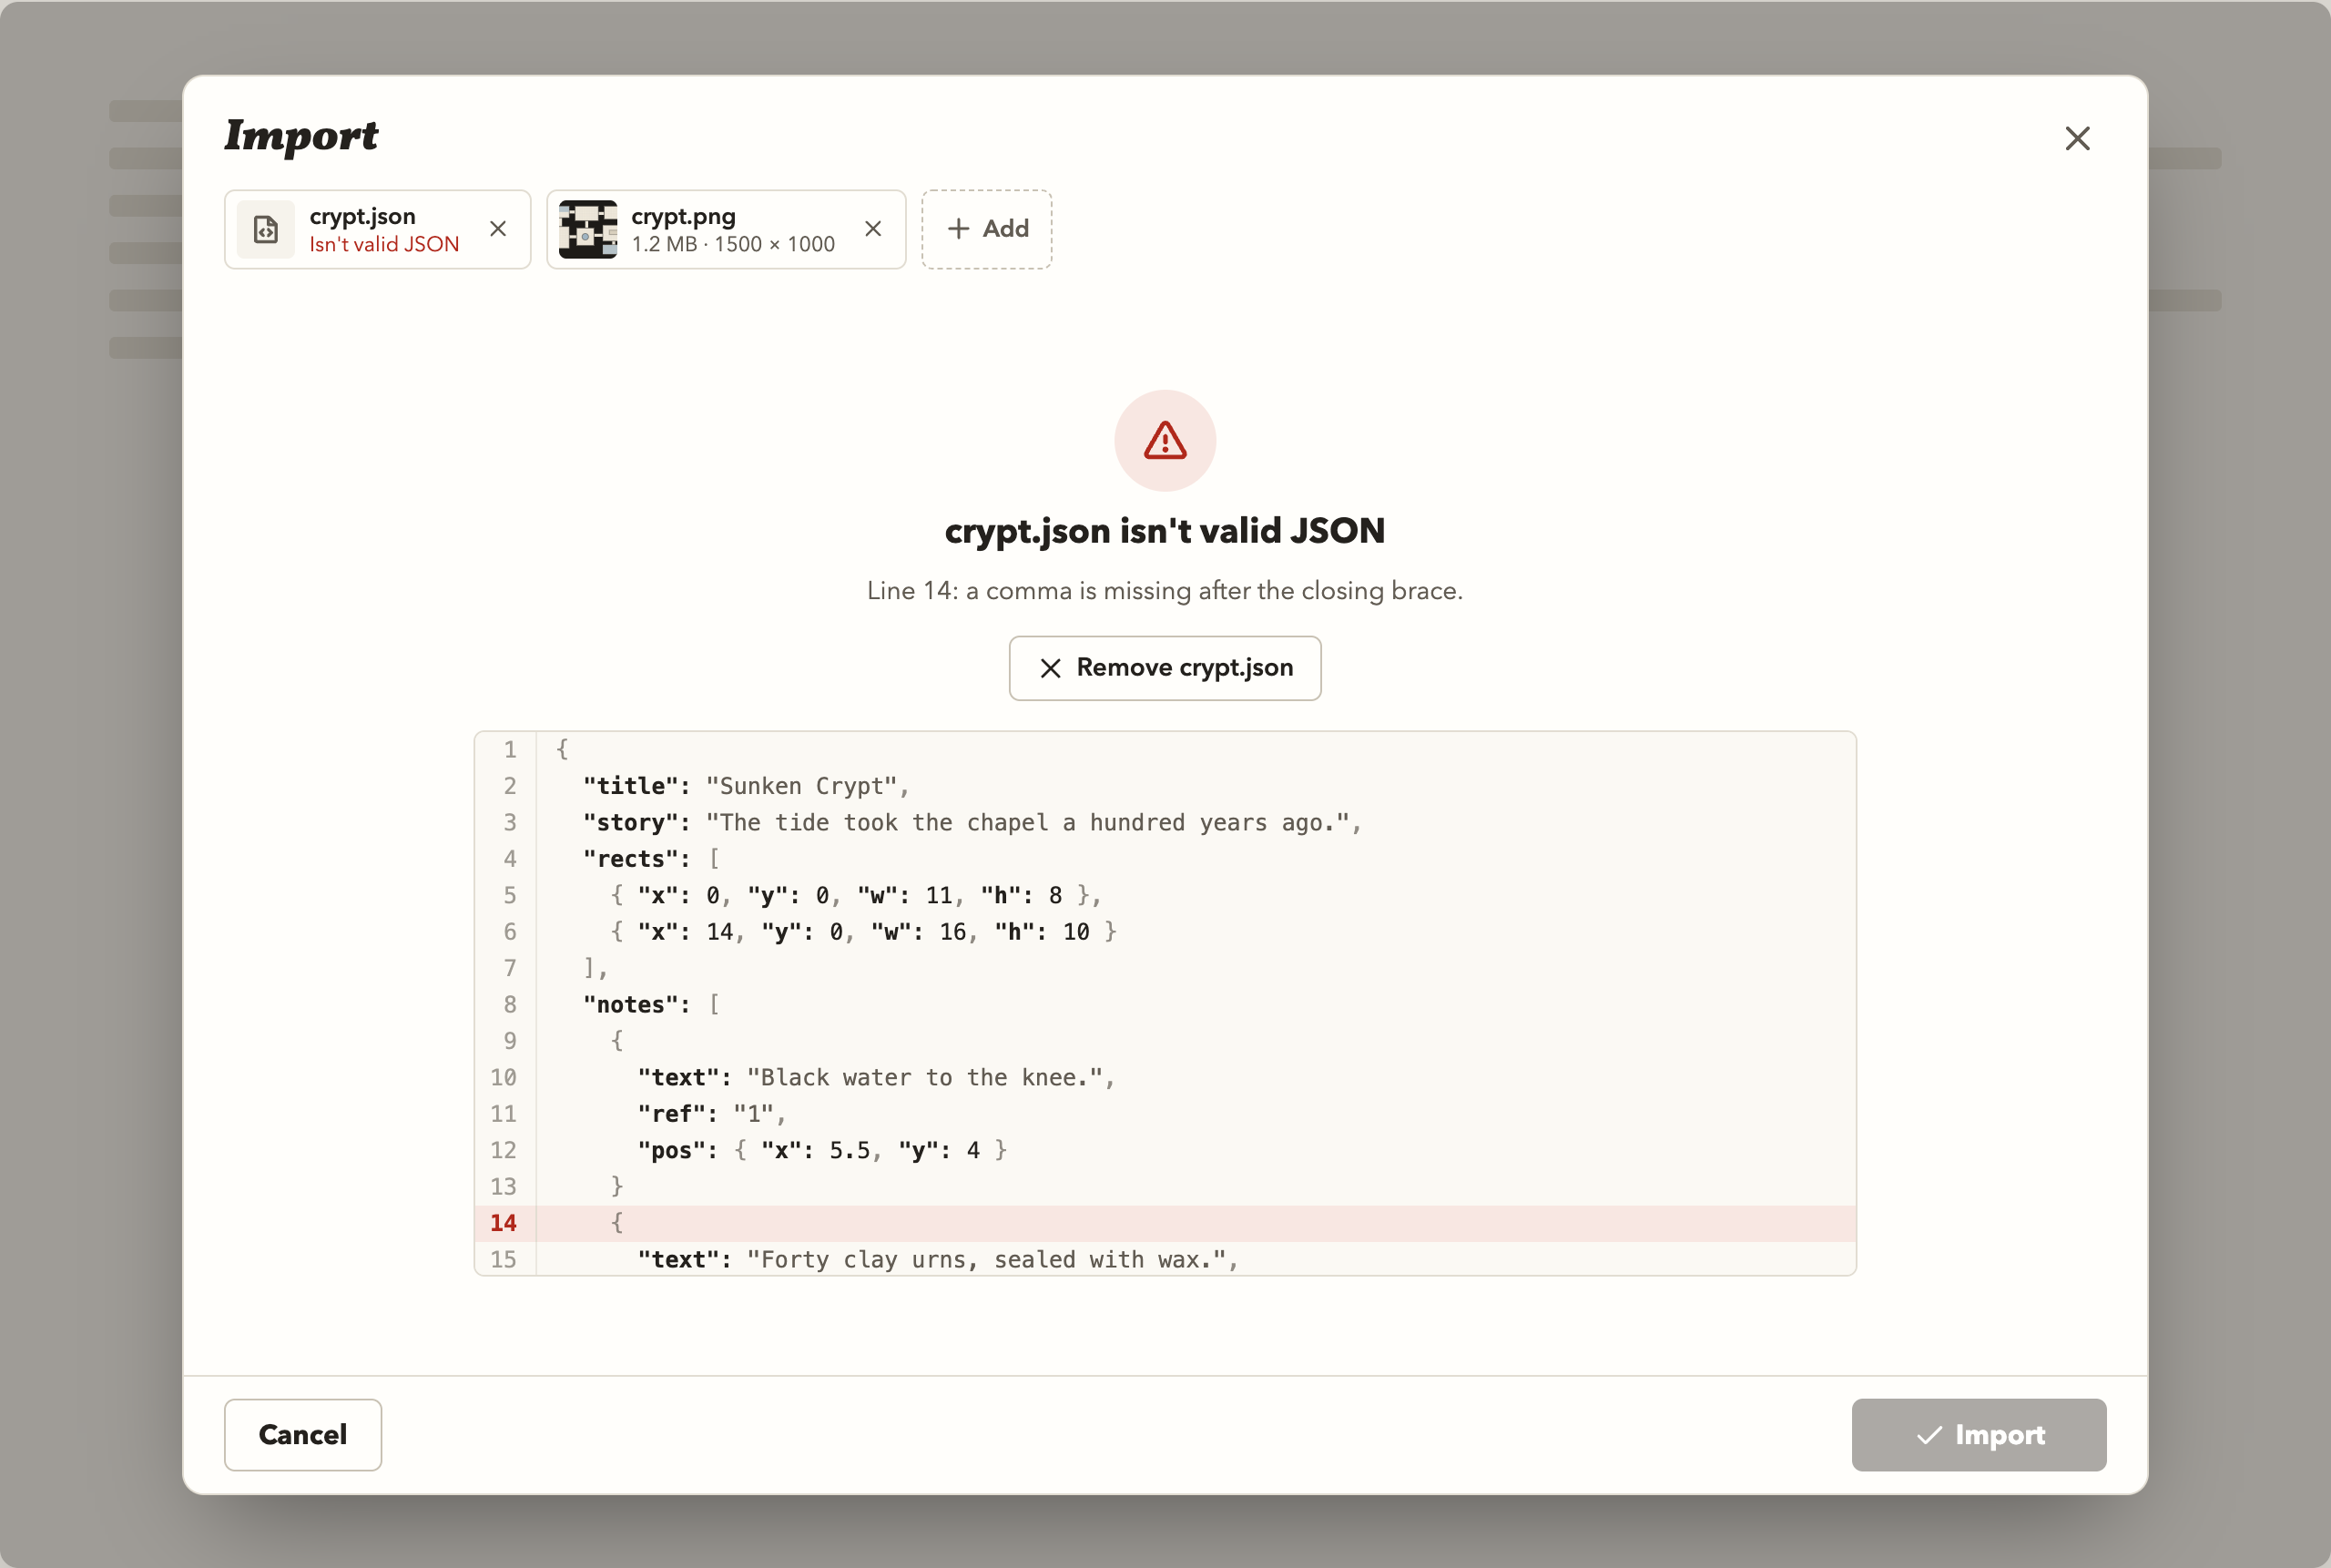 Import
crypt.json
Isn't valid JSON
crypt.png
1.2 MB · 1500 × 1000
Add
crypt.json isn't valid JSON
Line 14: a comma is missing after the closing brace.
Remove crypt.json
1 {
2   "title": "Sunken Crypt",
3   "story": "The tide took the chapel a hundred years ago.",
4   "rects": [
5     { "x": 0, "y": 0, "w": 11, "h": 8 },
6     { "x": 14, "y": 0, "w": 16, "h": 10 }
7   ],
8   "notes": [
9     {
10       "text": "Black water to the knee.",
11       "ref": "1",
12       "pos": { "x": 5.5, "y": 4 }
13     }
14     {
15       "text": "Forty clay urns, sealed with wax.",
Cancel
Import